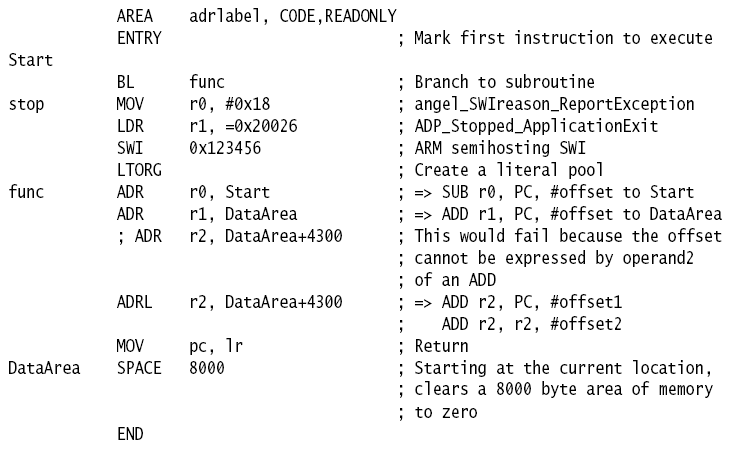 AREA adrlabel, CODE,READONLY
ENTRY ; Mark first instruction to execute
Start
BL func ; Branch to subroutine
stop MOV r0, #0x18 ; angel_SWIreason_ReportException
LDR r1, =0x20026 ; ADP_Stopped_ApplicationExit
SWI 0x123456 ; ARM semihosting SWI
LTORG ; Create a literal pool
func ADR r0, Start ; => SUB r0, PC, #offset to Start
ADR r1, DataArea ; => ADD r1, PC, #offset to DataArea
; ADR r2, DataArea+4300 ; This would fail because the offset
; cannot be expressed by operand2
; of an ADD
ADRL r2, DataArea+4300 ; => ADD r2, PC, #offset1
; ADD r2, r2, #offset2
MOV pc, lr ; Return
DataArea SPACE 8000 ; Starting at the current location,
; clears a 8000 byte area of memory
; to zero
END